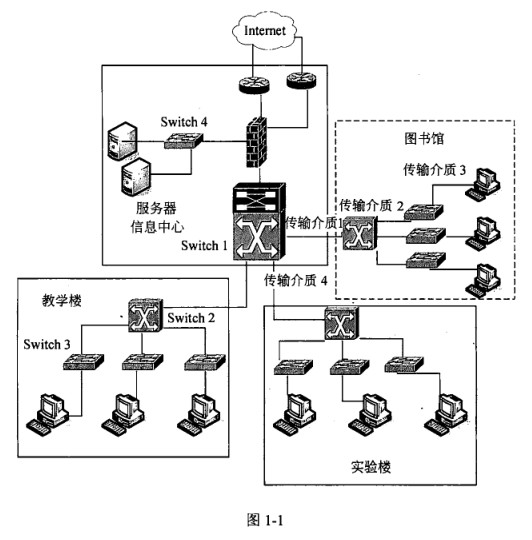 Internet
Switch 4
服务器
信息中心
Switch 1
图书馆
传输介质 3
传输介质 2
传输介质1
传输介质 4
教学楼
Switch 2
Switch 3
实验楼
图 1-1